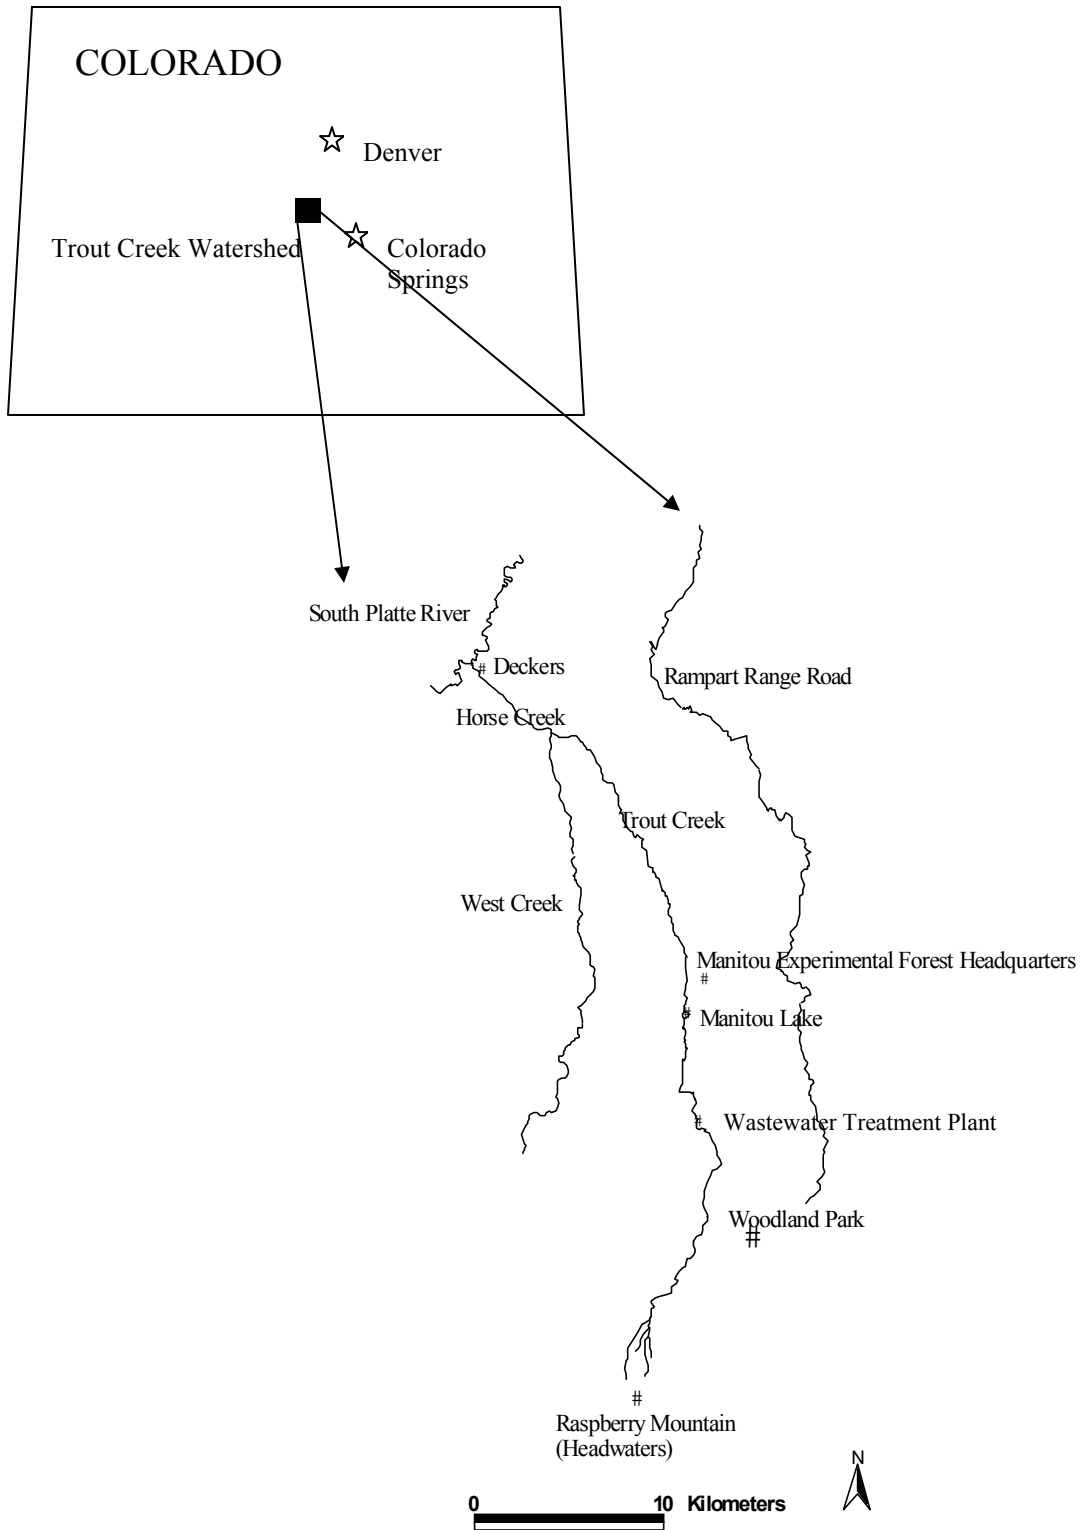 COLORADO
Denver
Trout Creek Watershed
Colorado
Springs
South Platte River
Deckers
Rampart Range Road
Horse Creek
Trout Creek
West Creek
Manitou Experimental Forest Headquarters
Manitou Lake
Wastewater Treatment Plant
Woodland Park
Raspberry Mountain
(Headwaters)
N
0 10 Kilometers